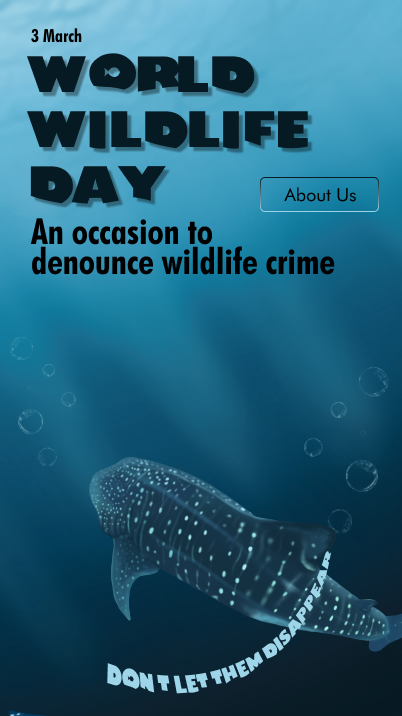 3 March
WORLD
WILDLIFE
DAY
About Us
An occasion to
denounce wildlife crime
DON T LET THEM DISAPPEAR